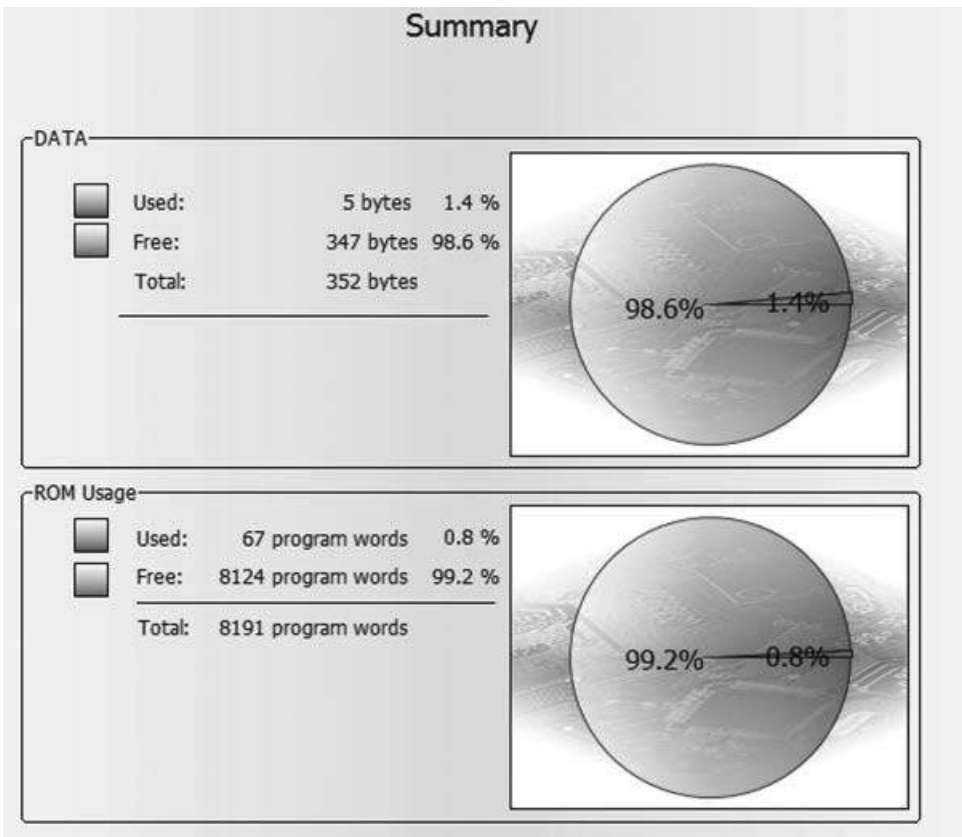 Summary
DATA
Used: 5 bytes 1.4 %
Free: 347 bytes 98.6 %
Total: 352 bytes
98.6% 1.4%
ROM Usage
Used: 67 program words 0.8 %
Free: 8124 program words 99.2 %
Total: 8191 program words
99.2% 0.8%